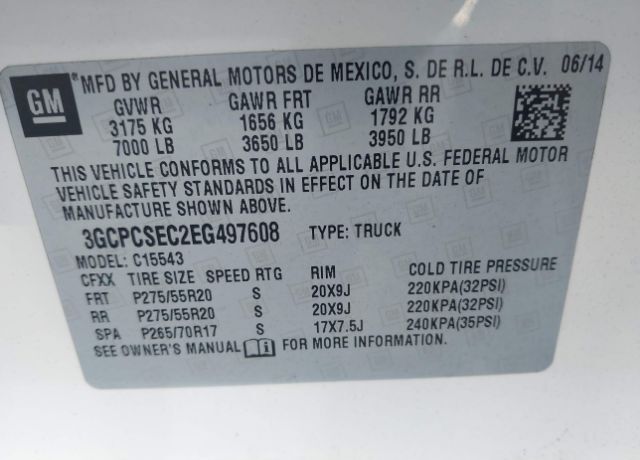 GM
®MFD BY GENERAL MOTORS DE MEXICO, S. DE R.L. DE C.V. 06/14
GVWR GAWR FRT GAWR RR
3175 KG 1656 KG 1792 KG
7000 LB 3650 LB 3950 LB
THIS VEHICLE CONFORMS TO ALL APPLICABLE U.S. FEDERAL MOTOR
VEHICLE SAFETY STANDARDS IN EFFECT ON THE DATE OF
MANUFACTURE SHOWN ABOVE.
3GCPCSEC2EG497608 TYPE: TRUCK
MODEL: C15543
CFXX TIRE SIZE SPEED RTG RIM COLD TIRE PRESSURE
FRT P275/55R20 S 20X9J 220KPA(32PSI)
RR P275/55R20 S 20X9J 220KPA(32PSI)
SPA P265/70R17 S 17X7.5J 240KPA(35PSI)
SEE OWNER'S MANUAL FOR MORE INFORMATION.